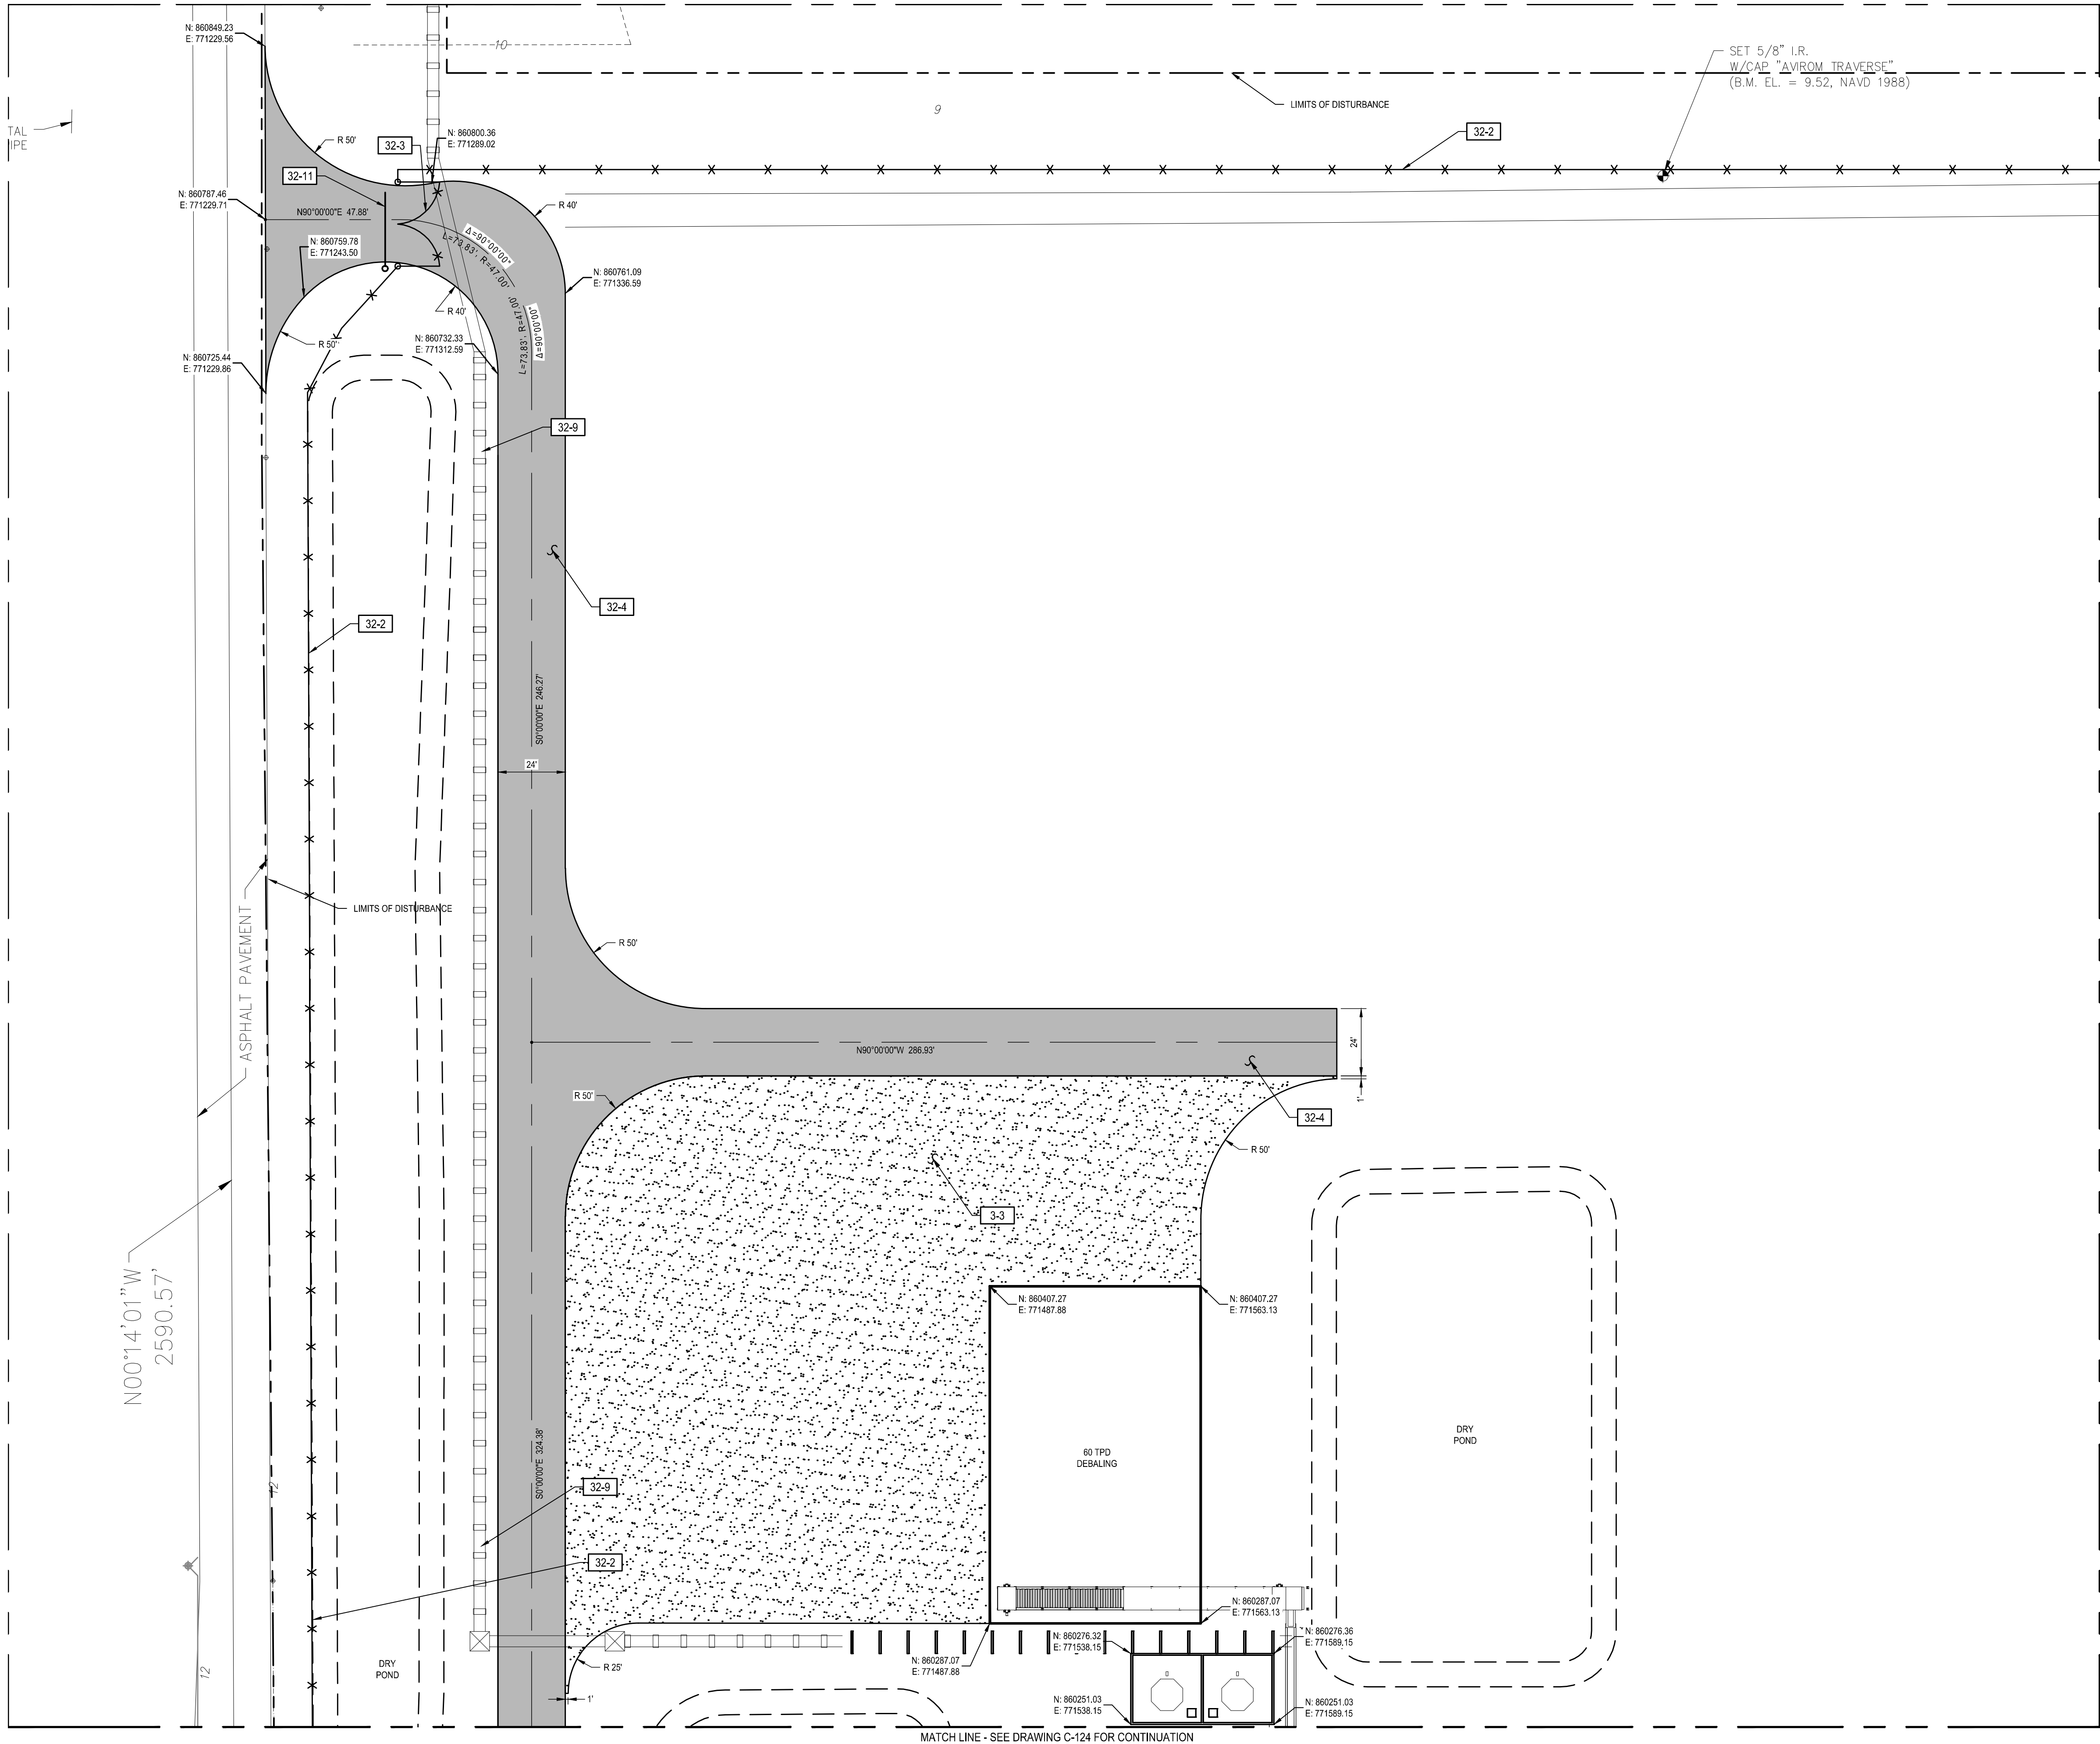 N: 860849.23
E: 771229.56
10
SET 5/8" I.R.
W/CAP "AVIROM TRAVERSE"
(B.M. EL. = 9.52, NAVD 1988)
LIMITS OF DISTURBANCE
9
TAL
IPE
R 50'
32-3
N: 860800.36
E: 771289.02
32-2
32-11
N: 860787.46
E: 771229.71
N90°00'00"E 47.88'
R 40'
N: 860759.78
E: 771243.50
Δ=90°00'00"
L=73.83', R=47.00'
N: 860761.09
E: 771336.59
R 40'
L=73.83', R=47.00'
Δ=90°00'00"
R 50'
N: 860732.33
E: 771312.59
N: 860725.44
E: 771229.86
32-9
32-4
32-2
S0°00'00"E 246.27'
24'
LIMITS OF DISTURBANCE
ASPHALT PAVEMENT
R 50'
N90°00'00"W 286.93'
24'
1'
R 50'
32-4
R 50'
3-3
N00°14'01"W
2590.57'
N: 860407.27
E: 771487.88
N: 860407.27
E: 771563.13
60 TPD
DEBALING
DRY
POND
S0°00'00"E 324.38'
12
32-9
32-2
N: 860287.07
E: 771563.13
N: 860276.32
E: 771538.15
N: 860276.36
E: 771589.15
N: 860287.07
E: 771487.88
R 25'
DRY
POND
12
1'
N: 860251.03
E: 771538.15
N: 860251.03
E: 771589.15
MATCH LINE - SEE DRAWING C-124 FOR CONTINUATION